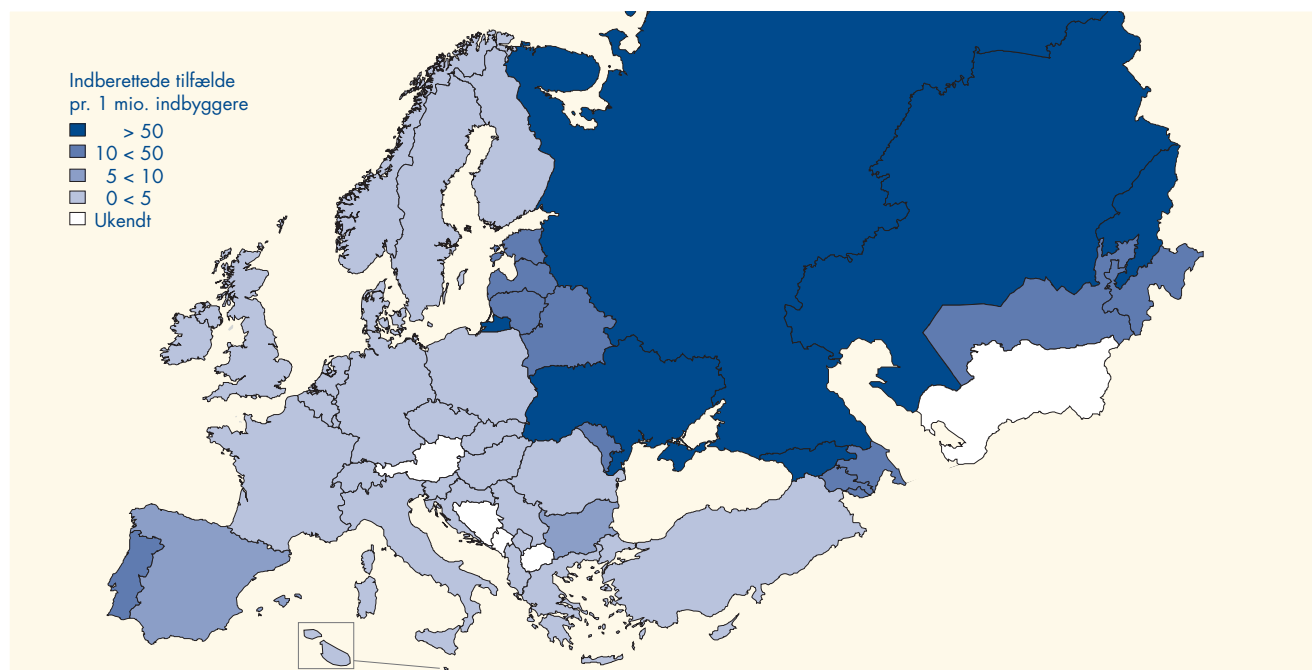 Indberettede tilfælde
pr. 1 mio. indbyggere
> 50
10 < 50
5 < 10
0 < 5
Ukendt